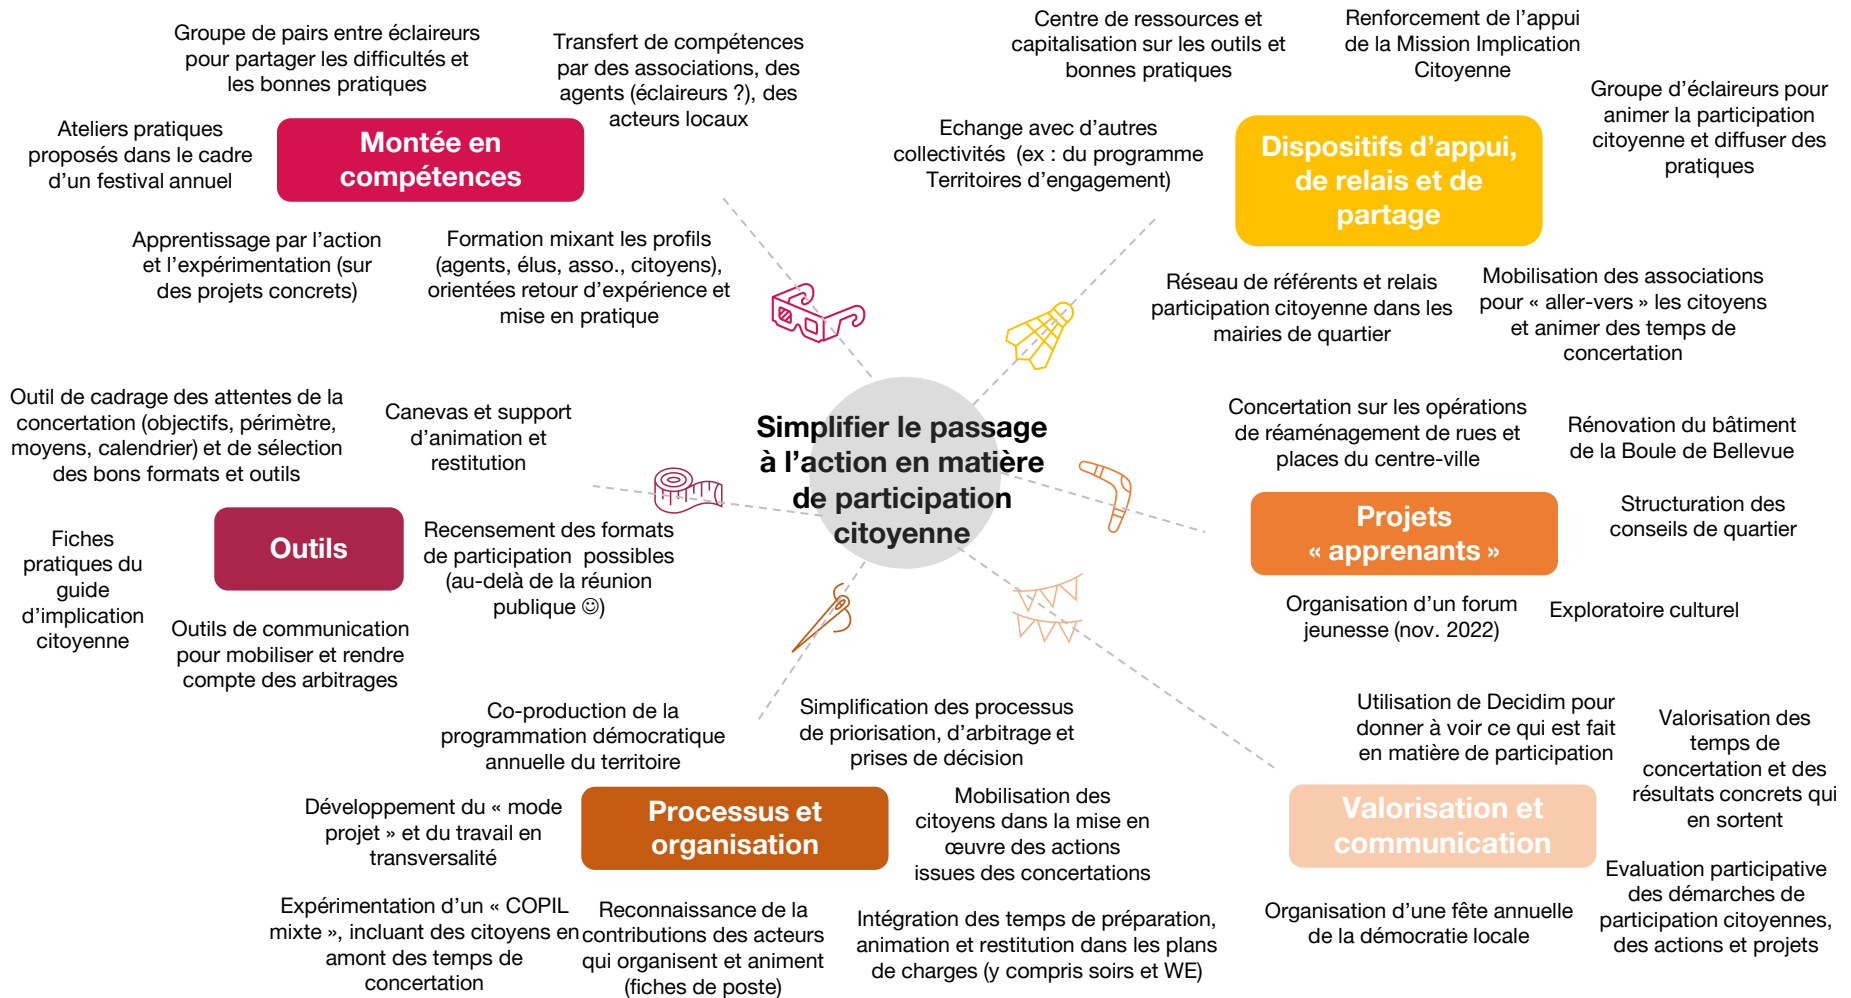 Groupe de pairs entre éclaireurs
pour partager les difficultés et
les bonnes pratiques
Transfert de compétences
par des associations, des
agents (éclaireurs ?), des
acteurs locaux
Ateliers pratiques
proposés dans le cadre
d'un festival annuel
Montée en
compétences
Apprentissage par l'action
et l'expérimentation (sur
des projets concrets)
Formation mixant les profils
(agents, élus, asso., citoyens),
orientées retour d'expérience et
mise en pratique
Centre de ressources et
capitalisation sur les outils et
bonnes pratiques
Renforcement de l'appui
de la Mission Implication
Citoyenne
Groupe d'éclaireurs pour
animer la participation
citoyenne et diffuser des
pratiques
Echange avec d'autres
collectivités (ex : du programme
Territoires d'engagement)
Dispositifs d'appui,
de relais et de
partage
Réseau de référents et relais
participation citoyenne dans les
mairies de quartier
Mobilisation des associations
pour « aller-vers » les citoyens
et animer des temps de
concertation
Outil de cadrage des attentes de la
concertation (objectifs, périmètre,
moyens, calendrier) et de sélection
des bons formats et outils
Canevas et support
d'animation et
restitution
Fiches
pratiques du
guide
d'implication
citoyenne
Outils
Recensement des formats
de participation possibles
(au-delà de la réunion
publique ☺)
Outils de communication
pour mobiliser et rendre
compte des arbitrages
Simplifier le passage
à l'action en matière
de participation
citoyenne
Concertation sur les opérations
de réaménagement de rues et
places du centre-ville
Rénovation du bâtiment
de la Boule de Bellevue
Projets
« apprenants »
Structuration des
conseils de quartier
Organisation d'un forum
jeunesse (nov. 2022)
Exploratoire culturel
Co-production de la
programmation démocratique
annuelle du territoire
Simplification des processus
de priorisation, d'arbitrage et
prises de décision
Développement du « mode
projet » et du travail en
transversalité
Processus et
organisation
Mobilisation des
citoyens dans la mise en
œuvre des actions
issues des concertations
Expérimentation d'un « COPIL
mixte », incluant des citoyens en
amont des temps de
concertation
Reconnaissance de la
contributions des acteurs
qui organisent et animent
(fiches de poste)
Intégration des temps de préparation,
animation et restitution dans les plans
de charges (y compris soirs et WE)
Utilisation de Decidim pour
donner à voir ce qui est fait
en matière de participation
Valorisation des
temps de
concertation et des
résultats concrets qui
en sortent
Valorisation et
communication
Organisation d'une fête annuelle
de la démocratie locale
Evaluation participative
des démarches de
participation citoyennes,
des actions et projets